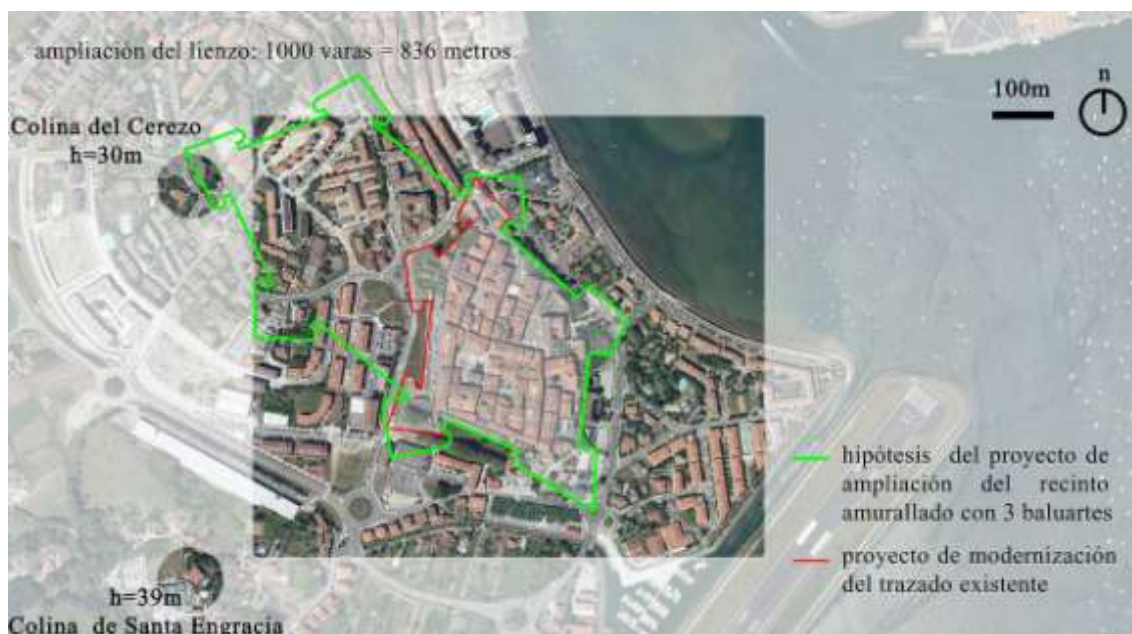 ampliación del lienzo: 1000 varas = 836 metros
n
100m
Colina del Cerezo
h=30m
hipótesis del proyecto de
ampliación del recinto
amurallado con 3 baluartes
proyecto de modernización
del trazado existente
h=39m
Colina de Santa Engracia